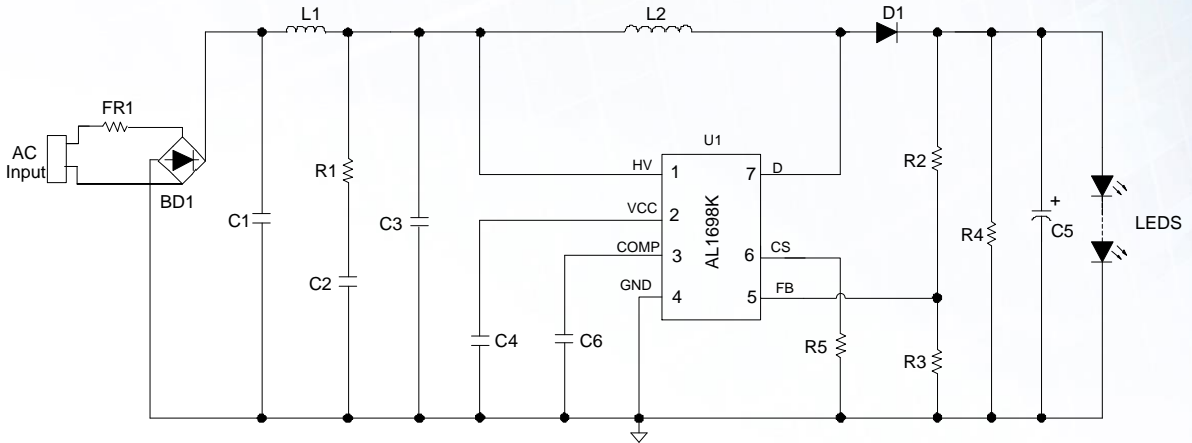 L1
L2
D1
FR1
AC
Input
BD1
C1
R1
C2
C3
U1
HV
1
7
D
VCC
2
COMP
3
6
CS
GND
4
5
FB
AL1698K
C4
C6
R5
R2
R3
R4
+
C5
LEDS